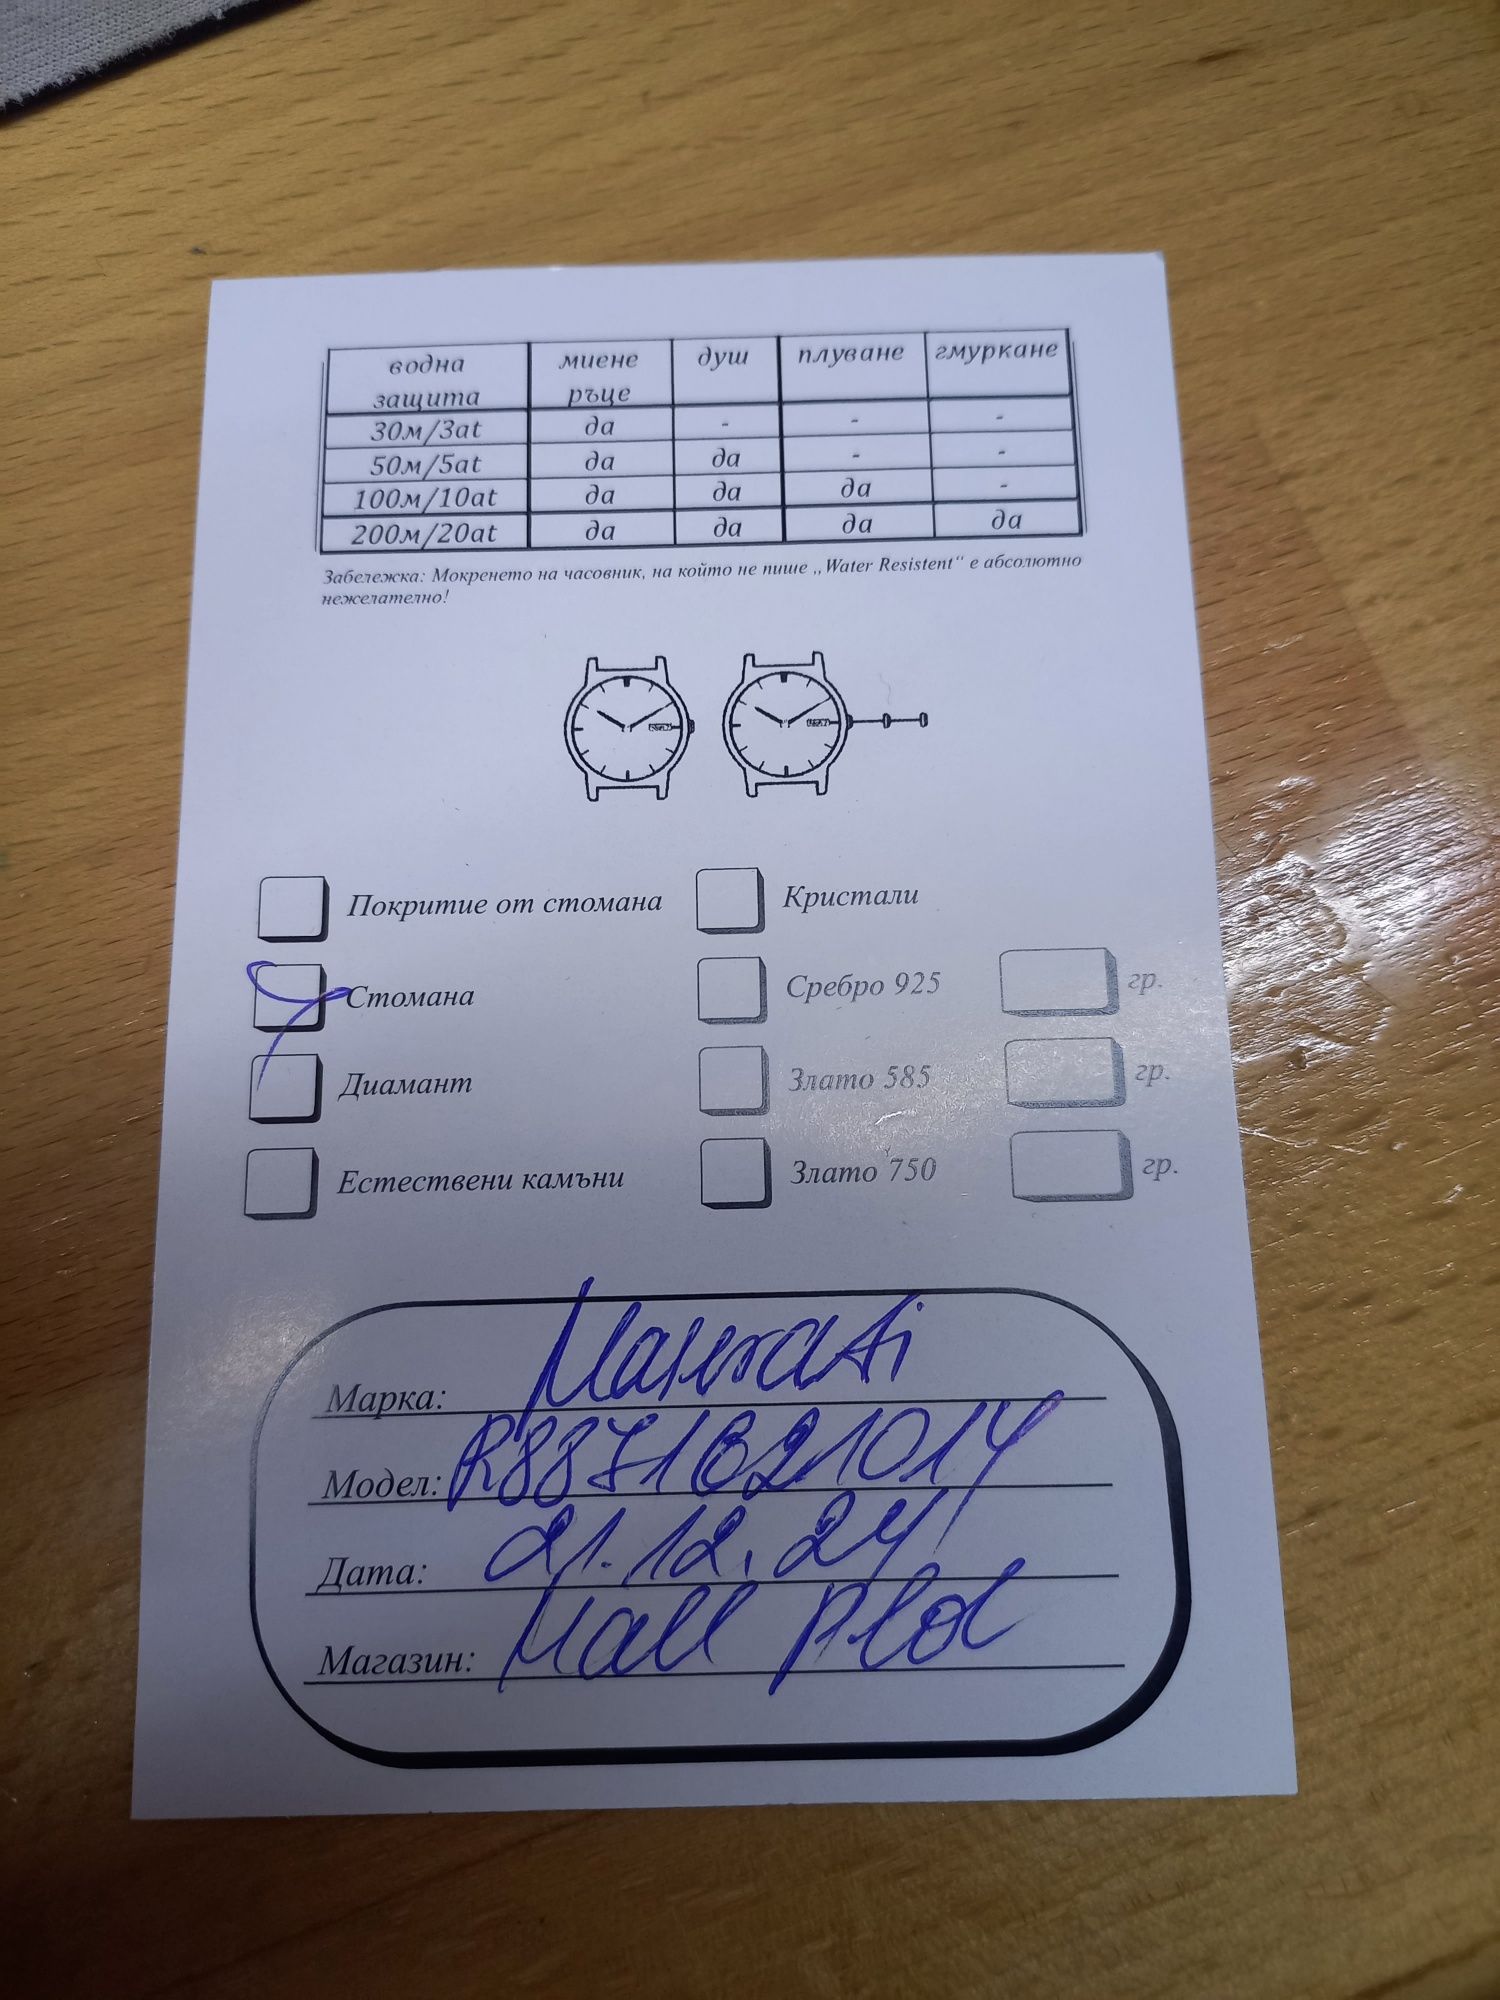 водна защита миене ръце душ плуване гмуркане
30м/3at да - - -
50м/5at да да - -
100м/10at да да да -
200м/20at да да да да
Забележка: Мокренето на часовник, на който не пише „Water Resistent“ е абсолютно
нежелателно!
Покритие от стомана Кристали
Стомана Сребро 925 гр.
Диамант Злато 585 гр.
Естествени камъни Злато 750 гр.
Марка: Maserati
Модел: R8871621014
Дата: 21.12.24
Магазин: Mall Plod